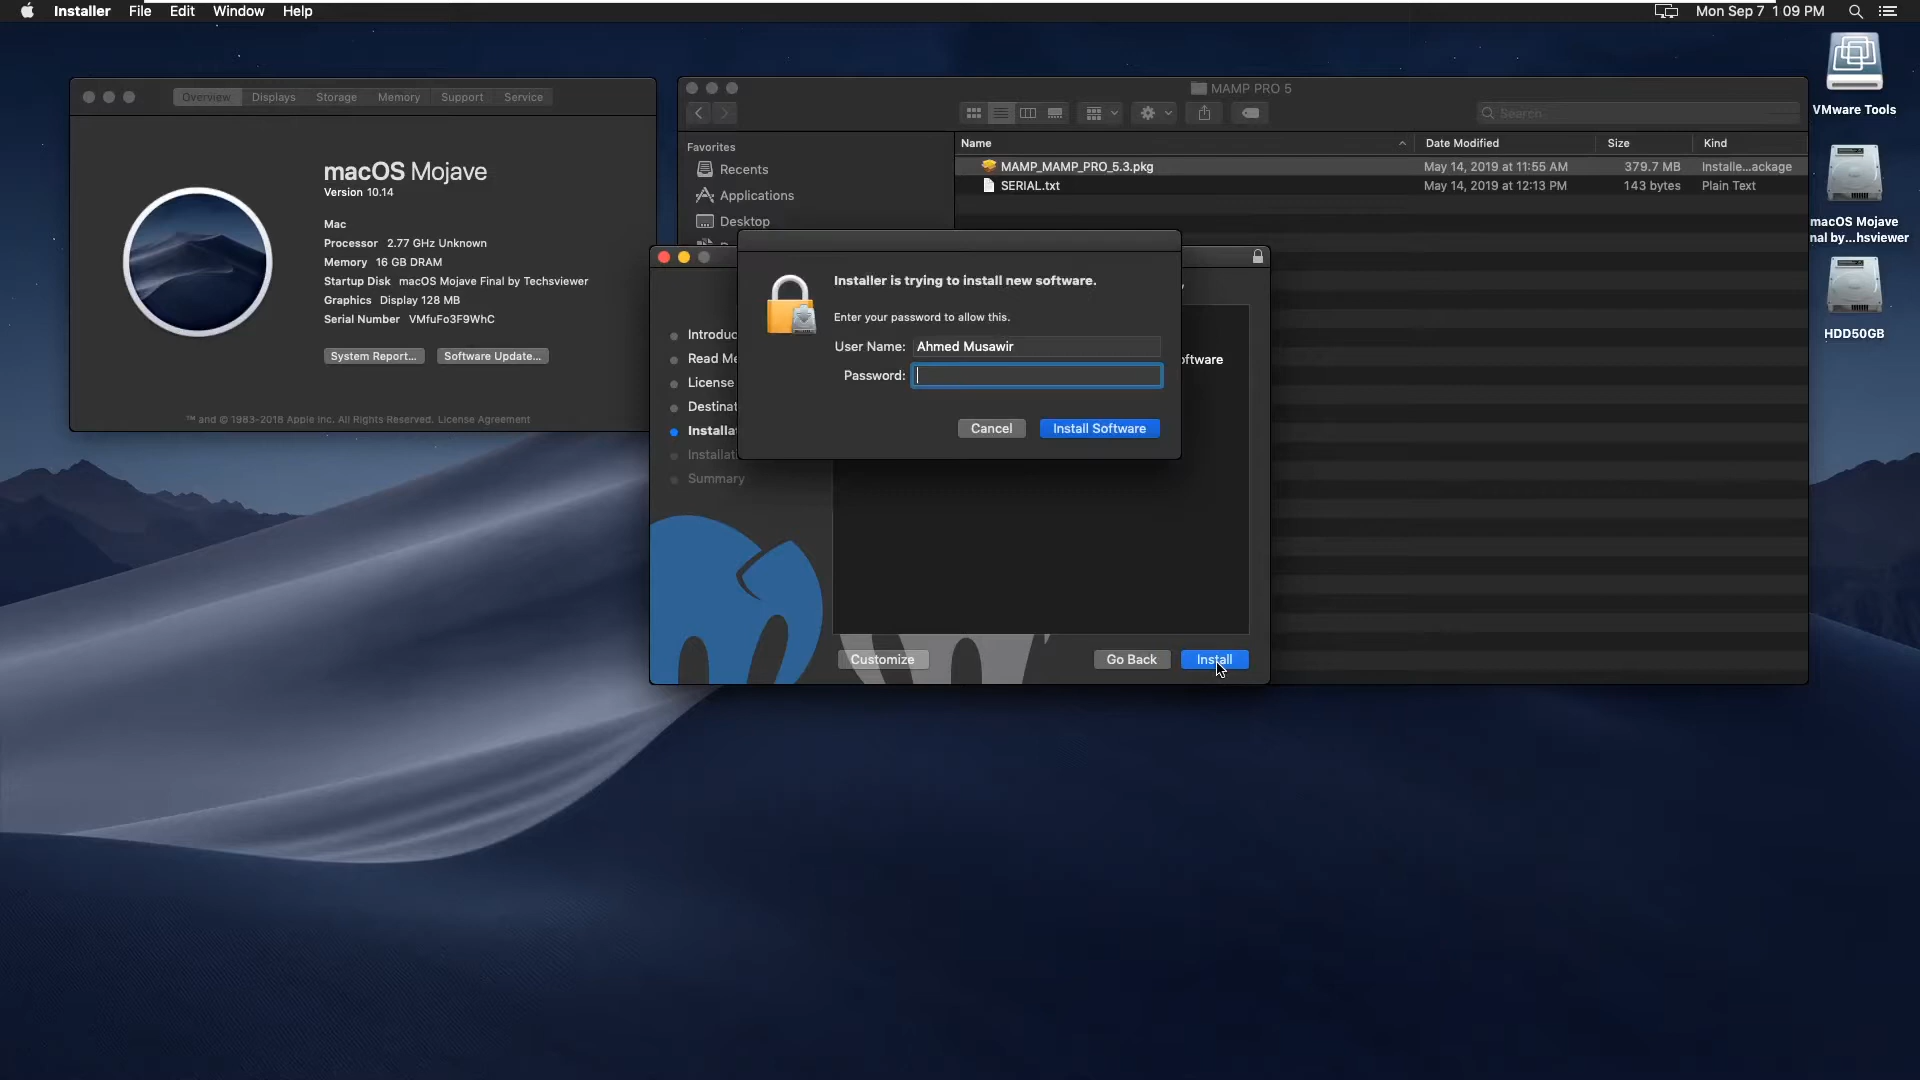 Installer File Edit Window Help
Mon Sep 7 1 09 PM
VMware Tools
macOS Mojave
nal by...hsviewer
HDD50GB
Overview Displays Storage Memory Support Service
macOS Mojave
Version 10.14
Mac
Processor 2.77 GHz Unknown
Memory 16 GB DRAM
Startup Disk macOS Mojave Final by Techsviewer
Graphics Display 128 MB
Serial Number VMfuFo3F9WhC
System Report... Software Update...
™ and © 1983-2018 Apple Inc. All Rights Reserved. License Agreement
MAMP PRO 5
Search
Favorites
Recents
Applications
Desktop
Name Date Modified Size Kind
MAMP_MAMP_PRO_5.3.pkg May 14, 2019 at 11:55 AM 379.7 MB Installe...ackage
SERIAL.txt May 14, 2019 at 12:13 PM 143 bytes Plain Text
Introduc
Read Me
License
Destinat
Installat
Installat
Summary
ftware
Customize Go Back Install
Installer is trying to install new software.
Enter your password to allow this.
User Name: Ahmed Musawir
Password:
Cancel Install Software